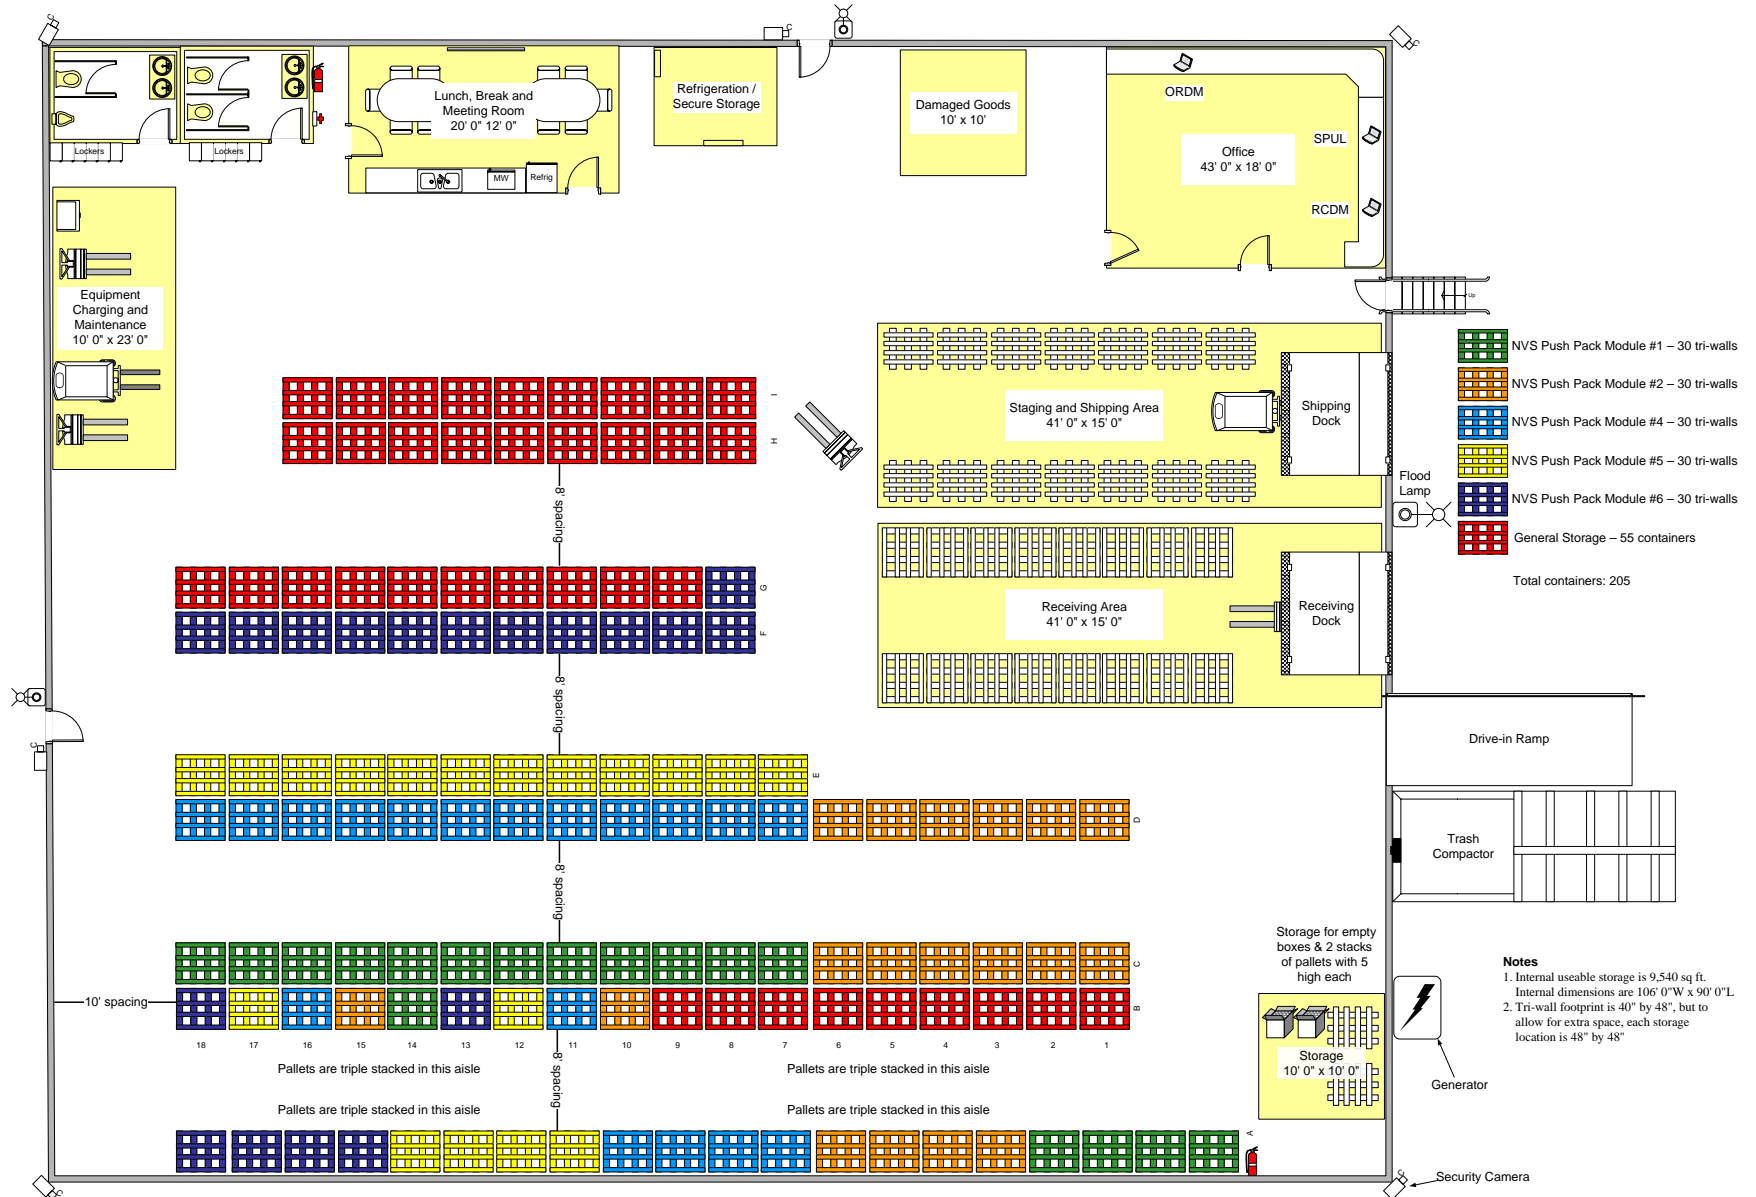 C
C
C
Lockers
Lockers
Lunch, Break and
Meeting Room
20' 0" 12' 0"
MW
Refrig
Refrigeration /
Secure Storage
Damaged Goods
10' x 10'
ORDM
SPUL
Office
43' 0" x 18' 0"
RCDM
Up
Equipment
Charging and
Maintenance
10' 0" x 23' 0"
I
H
8' spacing
G
F
8' spacing
E
D
8' spacing
C
B
10' spacing
18 17 16 15 14 13 12 11 10 9 8 7 6 5 4 3 2 1
8' spacing
Pallets are triple stacked in this aisle
Pallets are triple stacked in this aisle
Pallets are triple stacked in this aisle
Pallets are triple stacked in this aisle
A
Staging and Shipping Area
41' 0" x 15' 0"
Shipping
Dock
Receiving Area
41' 0" x 15' 0"
Receiving
Dock
Flood
Lamp
NVS Push Pack Module #1 – 30 tri-walls
NVS Push Pack Module #2 – 30 tri-walls
NVS Push Pack Module #4 – 30 tri-walls
NVS Push Pack Module #5 – 30 tri-walls
NVS Push Pack Module #6 – 30 tri-walls
General Storage – 55 containers
Total containers: 205
Drive-in Ramp
Trash
Compactor
Storage for empty
boxes & 2 stacks
of pallets with 5
high each
Storage
10' 0" x 10' 0"
Generator
Notes
1. Internal useable storage is 9,540 sq ft.
Internal dimensions are 106' 0"W x 90' 0"L
2. Tri-wall footprint is 40" by 48", but to
allow for extra space, each storage
location is 48" by 48"
C
C
C
Security Camera